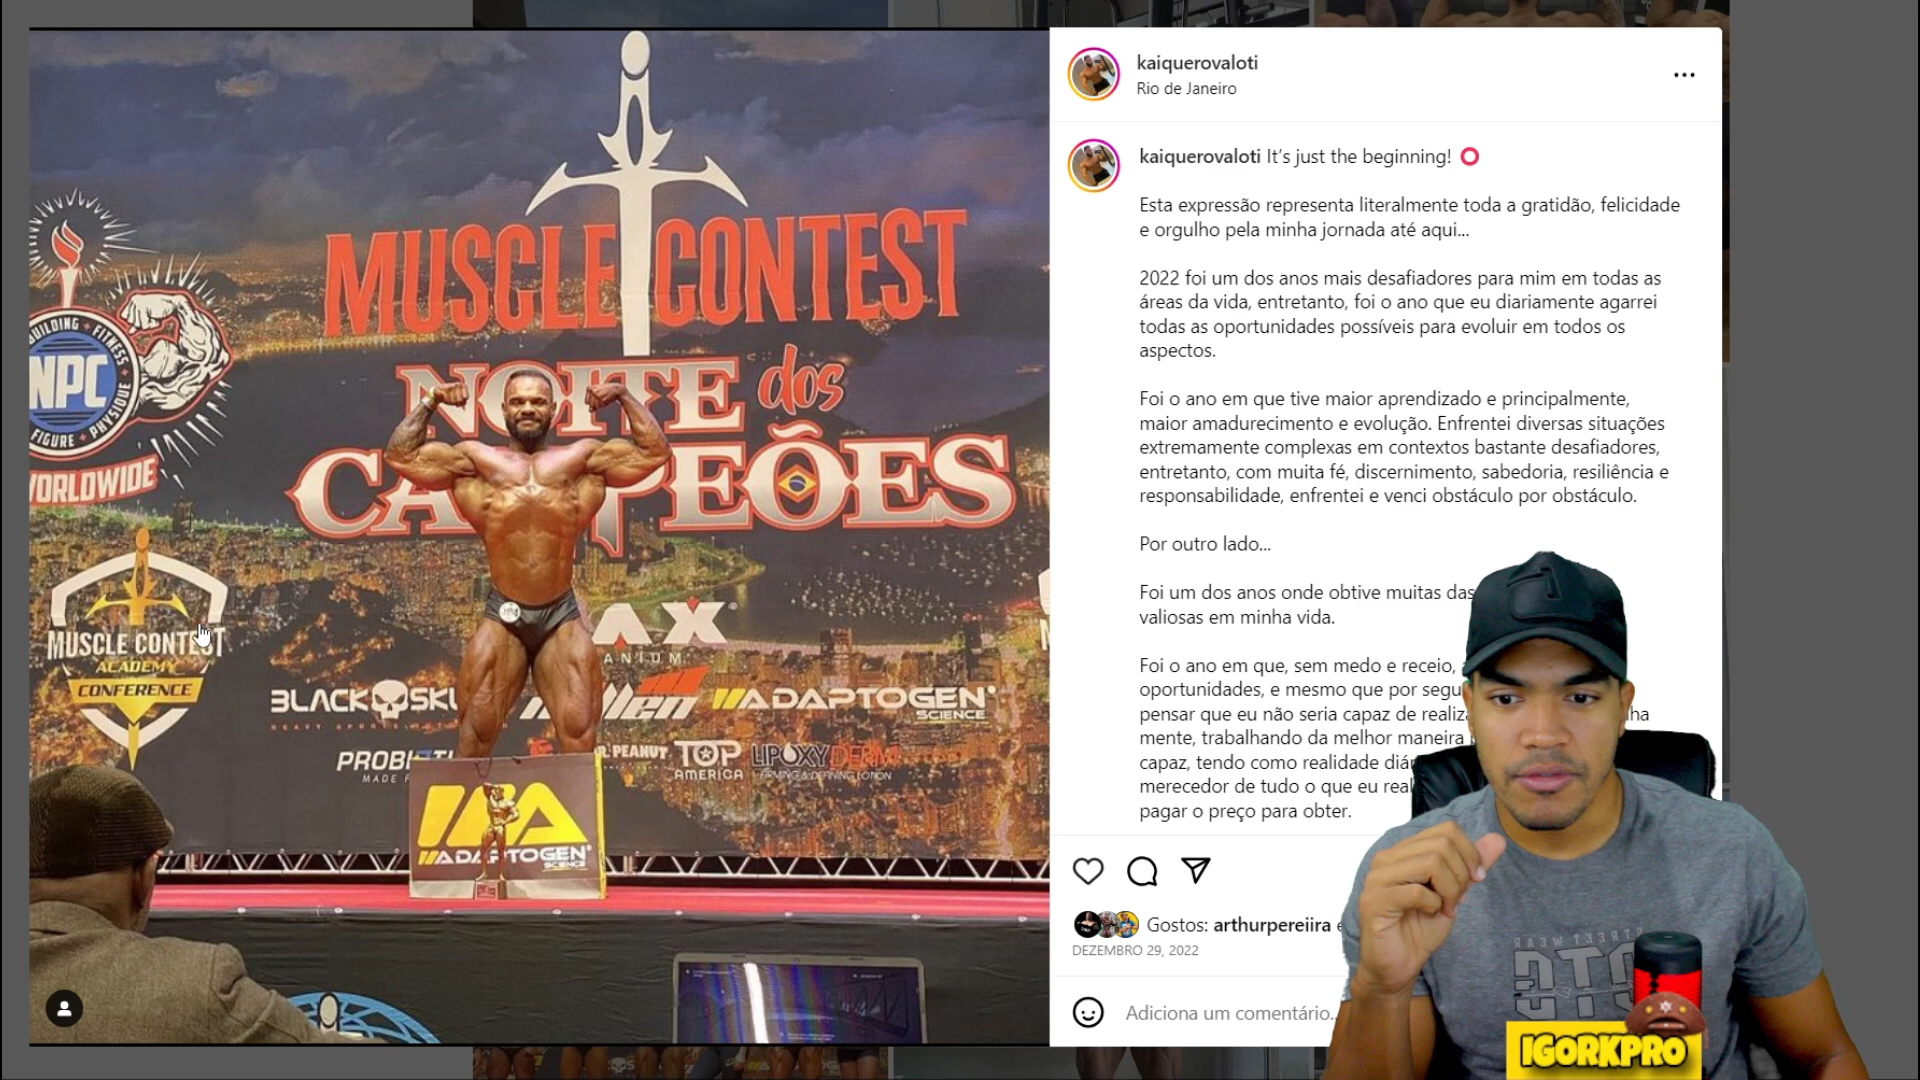 kaiquerovaloti
Rio de Janeiro
kaiquerovaloti It's just the beginning! ⭕
Esta expressão representa literalmente toda a gratidão, felicidade
e orgulho pela minha jornada até aqui...
2022 foi um dos anos mais desafiadores para mim em todas as
áreas da vida, entretanto, foi o ano que eu diariamente agarrei
todas as oportunidades possíveis para evoluir em todos os
aspectos.
Foi o ano em que tive maior aprendizado e principalmente,
maior amadurecimento e evolução. Enfrentei diversas situações
extremamente complexas em contextos bastante desafiadores,
entretanto, com muita fé, discernimento, sabedoria, resiliência e
responsabilidade, enfrentei e venci obstáculo por obstáculo.
Por outro lado...
Foi um dos anos onde obtive muitas das
valiosas em minha vida.
Foi o ano em que, sem medo e receio,
oportunidades, e mesmo que por
pensar que eu não seria capaz de
mente, trabalhando da melhor maneira
capaz, tendo como realidade
merecedor de tudo o que eu
pagar o preço para obter.
Gostos: arthurpereiira
DEZEMBRO 29, 2022
Adiciona um comentário...
MUSCLE CONTEST
NOITE dos
CAMPEÕES
BUILDING • FITNESS
NPC
FIGURE • PHYSIQUE
WORLDWIDE
MUSCLE CONTEST
ACADEMY
CONFERENCE
BLACK
ADAPTOGEN
SCIENCE
MADE
PEANUT
TOP
AMERICA
LIPOXYDERM
FIRMING & DEFINING LOTION
ADAPTOGEN
SCIENCE
IGORKPRO